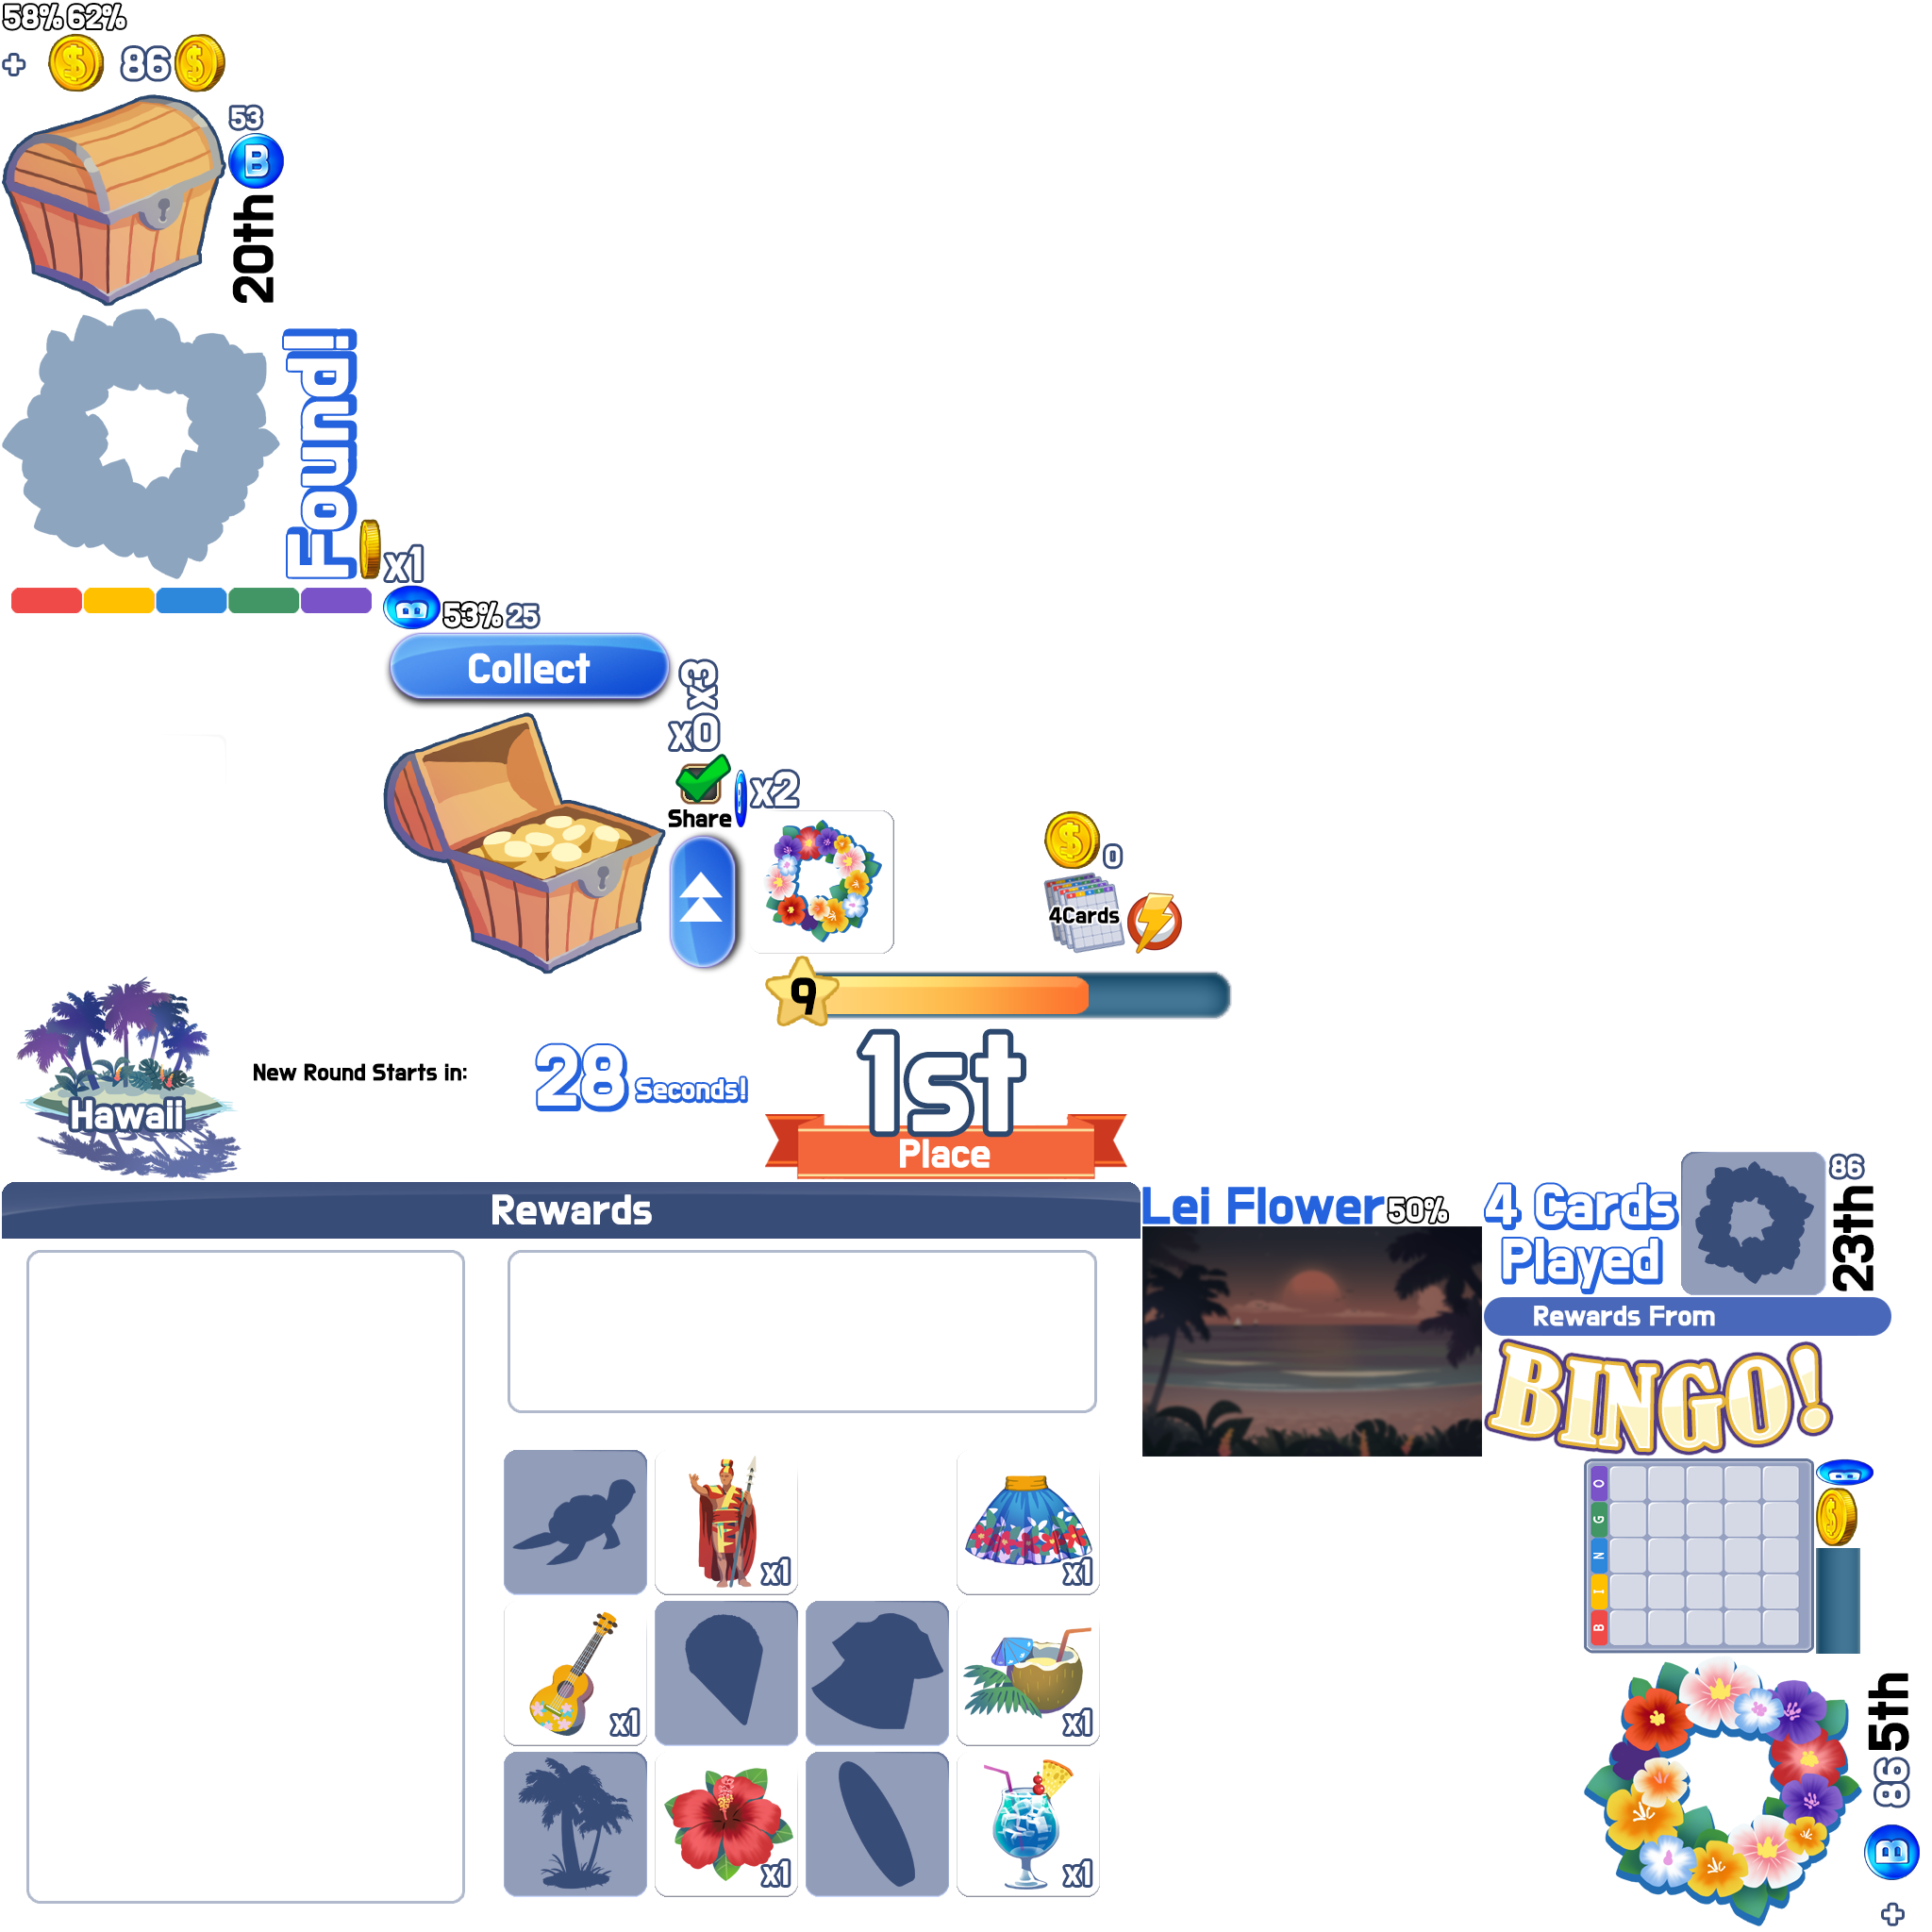 58% 62%
+ $ 86 $
53
B
20th
Found!
x1
B 53% 25
Collect
x3
x0
x2
Share
$ 0
4Cards
9
Hawaii
New Round Starts in:
28 Seconds!
1st
Place
Rewards
Lei Flower 50%
4 Cards
Played
86
23th
Rewards From
BINGO!
B I N G O
B
$
x1
x1
x1
x1
x1
x1
5th
86
B
+